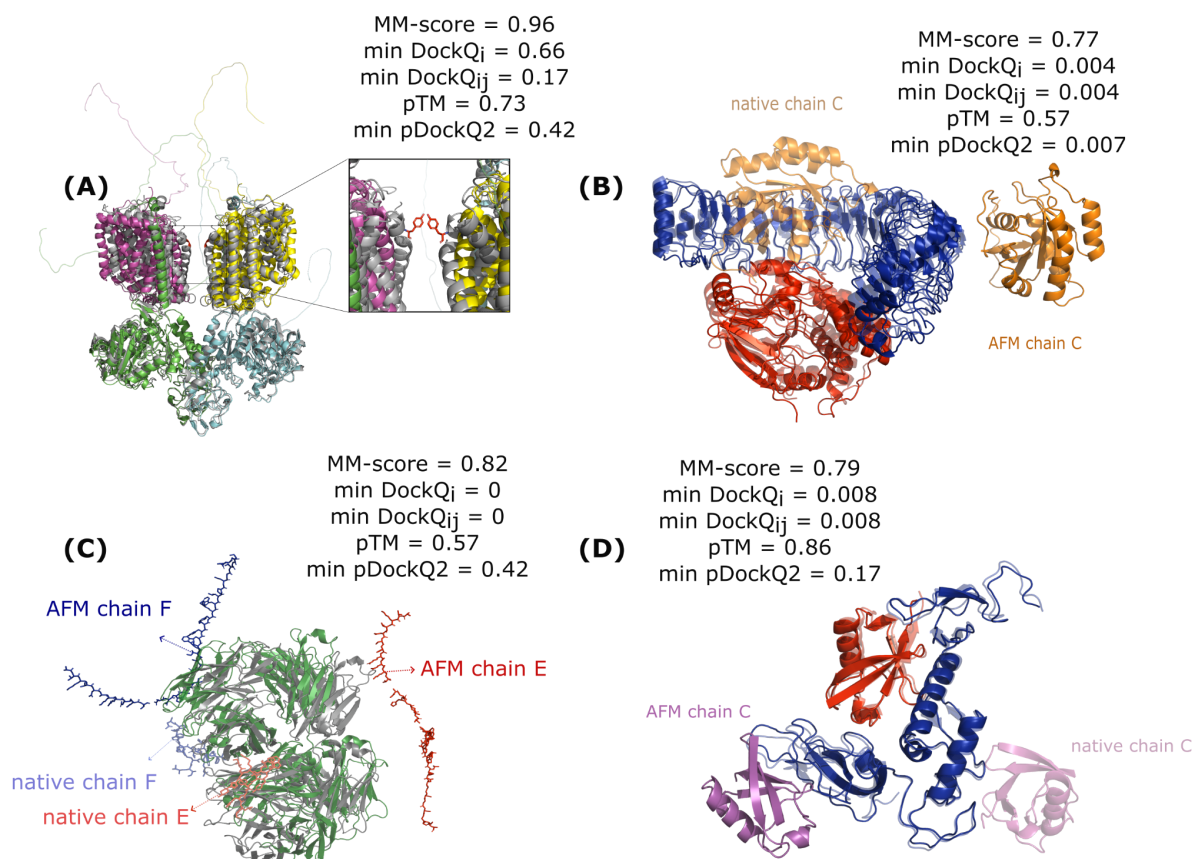 (A)
MM-score = 0.96
min DockQi = 0.66
min DockQij = 0.17
pTM = 0.73
min pDockQ2 = 0.42
(B)
MM-score = 0.77
min DockQi = 0.004
min DockQij = 0.004
pTM = 0.57
min pDockQ2 = 0.007
native chain C
AFM chain C
(C)
MM-score = 0.82
min DockQi = 0
min DockQij = 0
pTM = 0.57
min pDockQ2 = 0.42
AFM chain F
AFM chain E
native chain F
native chain E
(D)
MM-score = 0.79
min DockQi = 0.008
min DockQij = 0.008
pTM = 0.86
min pDockQ2 = 0.17
AFM chain C
native chain C